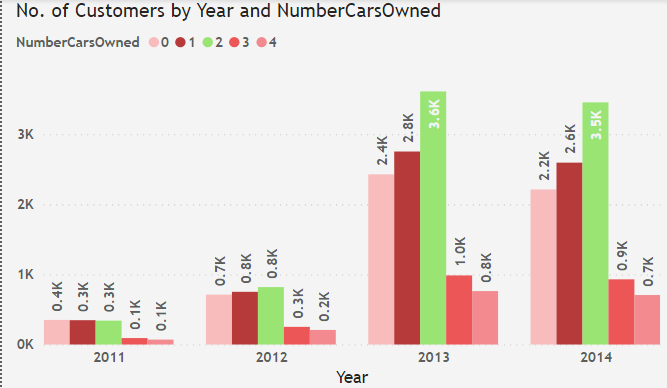 No. of Customers by Year and NumberCarsOwned
NumberCarsOwned 0 1 2 3 4
3K
2K
1K
0K
0.4K 0.3K 0.3K 0.1K 0.1K
0.7K 0.8K 0.8K 0.3K 0.2K
2.4K 2.8K 3.6K 1.0K 0.8K
2.2K 2.6K 3.5K 0.9K 0.7K
2011 2012 2013 2014
Year